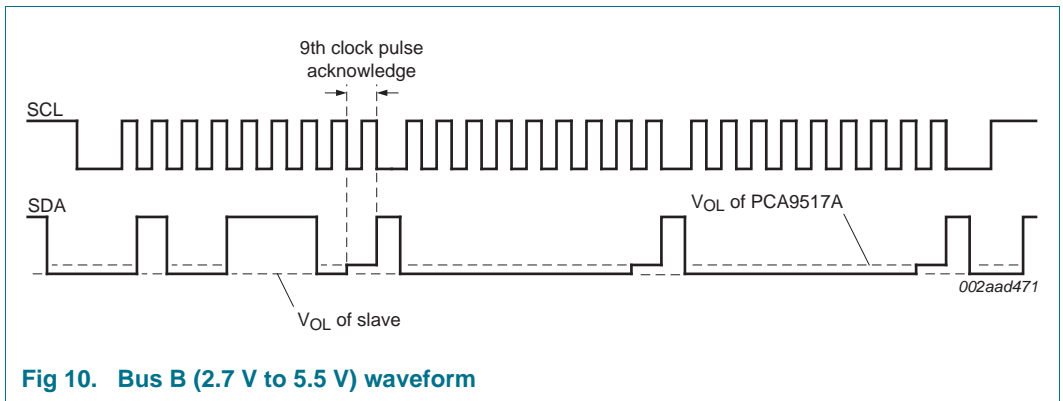 9th clock pulse
acknowledge
SCL
SDA
VOL of PCA9517A
002aad471
VOL of slave
Fig 10. Bus B (2.7 V to 5.5 V) waveform